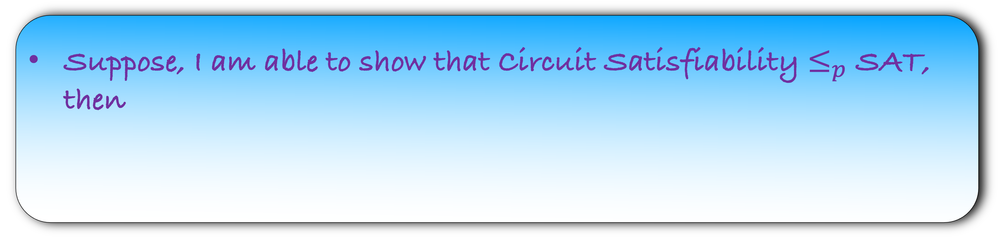 • Suppose, I am able to show that Circuit Satisfiability ≤p SAT,
then